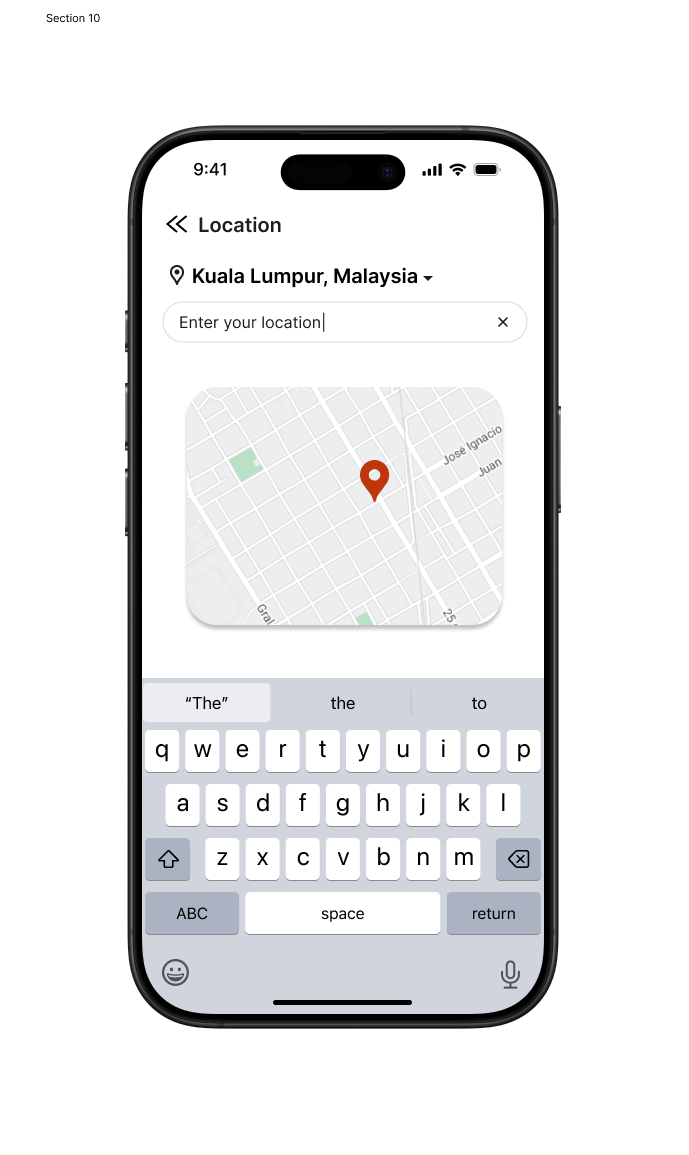 Section 10
9:41
Location
Kuala Lumpur, Malaysia
Enter your location
José Ignacio
Juan
Gral
25
“The” the to
q w e r t y u i o p
a s d f g h j k l
z x c v b n m
ABC space return